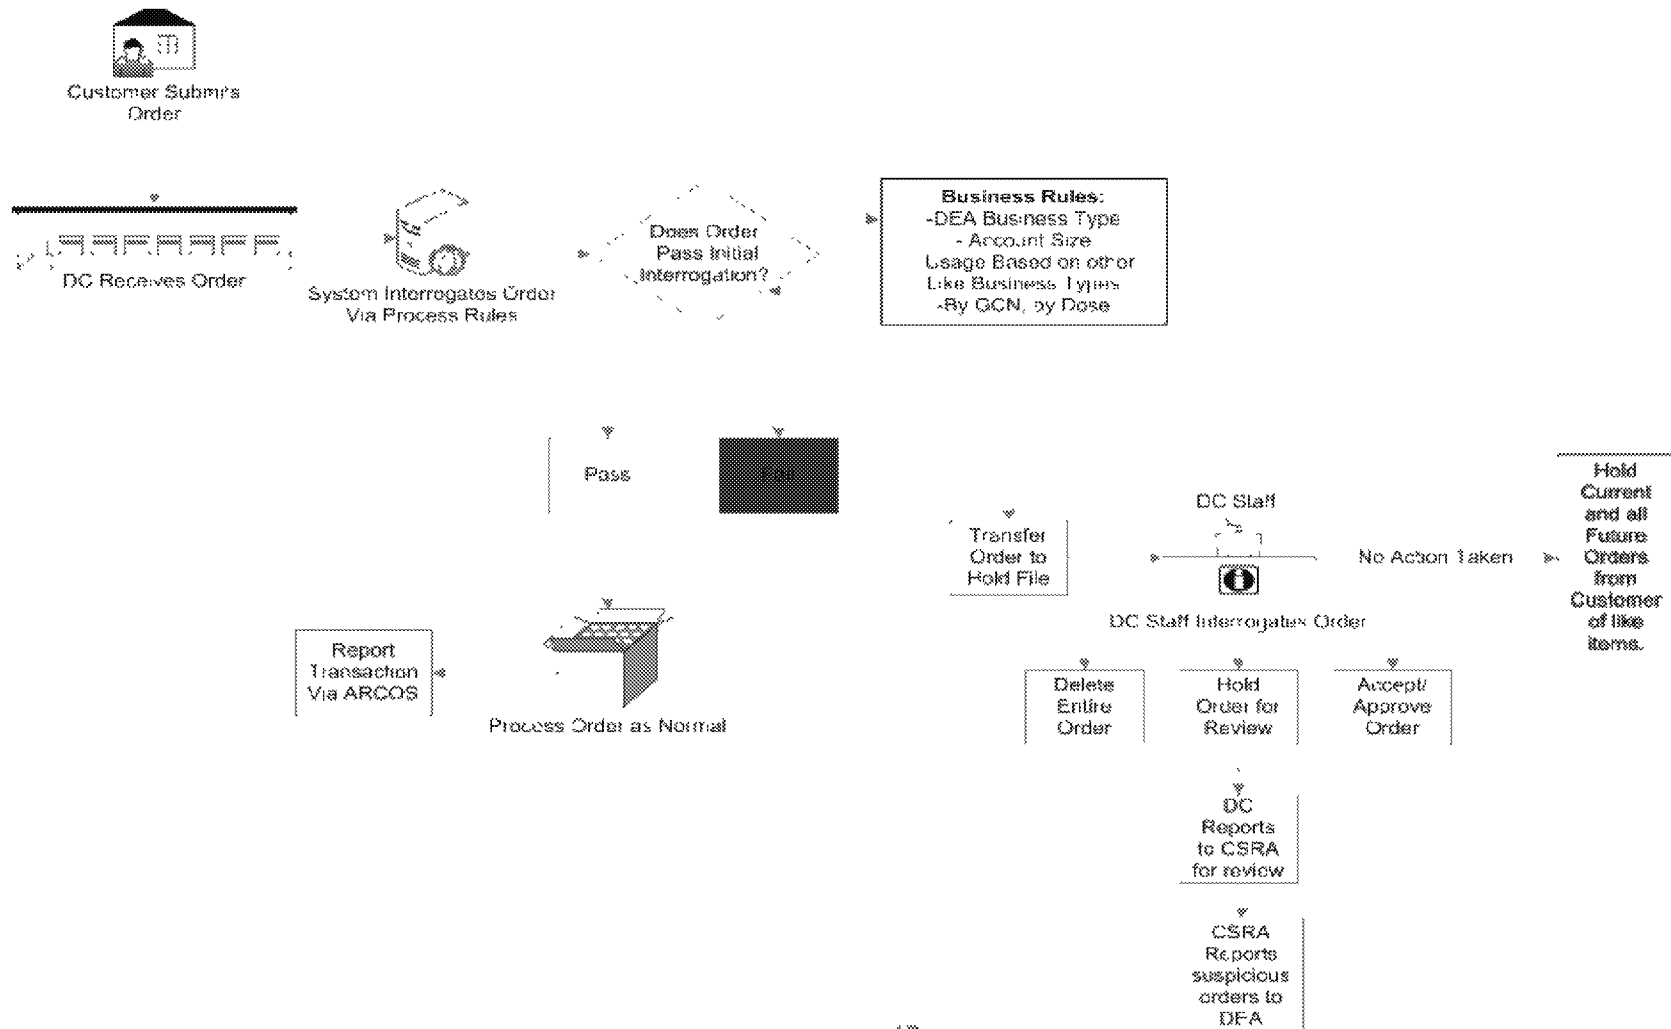 Customer Submits
Order
DC Receives Order
System Interrogates Order
Via Process Rules
Does Order
Pass Initial
Interrogation?
Business Rules:
-DEA Business Type
- Account Size
Usage Based on other
Like Business Types
-By GCN, by Dose
Pass
Fail
Transfer
Order to
Hold File
DC Staff
DC Staff Interrogates Order
No Action Taken
Hold
Current
and all
Future
Orders
from
Customer
of like
items.
Report
Transaction
Via ARCOS
Process Order as Normal
Delete
Entire
Order
Hold
Order for
Review
Accept/
Approve
Order
DC
Reports
to CSRA
for review
CSRA
Reports
suspicious
orders to
DEA